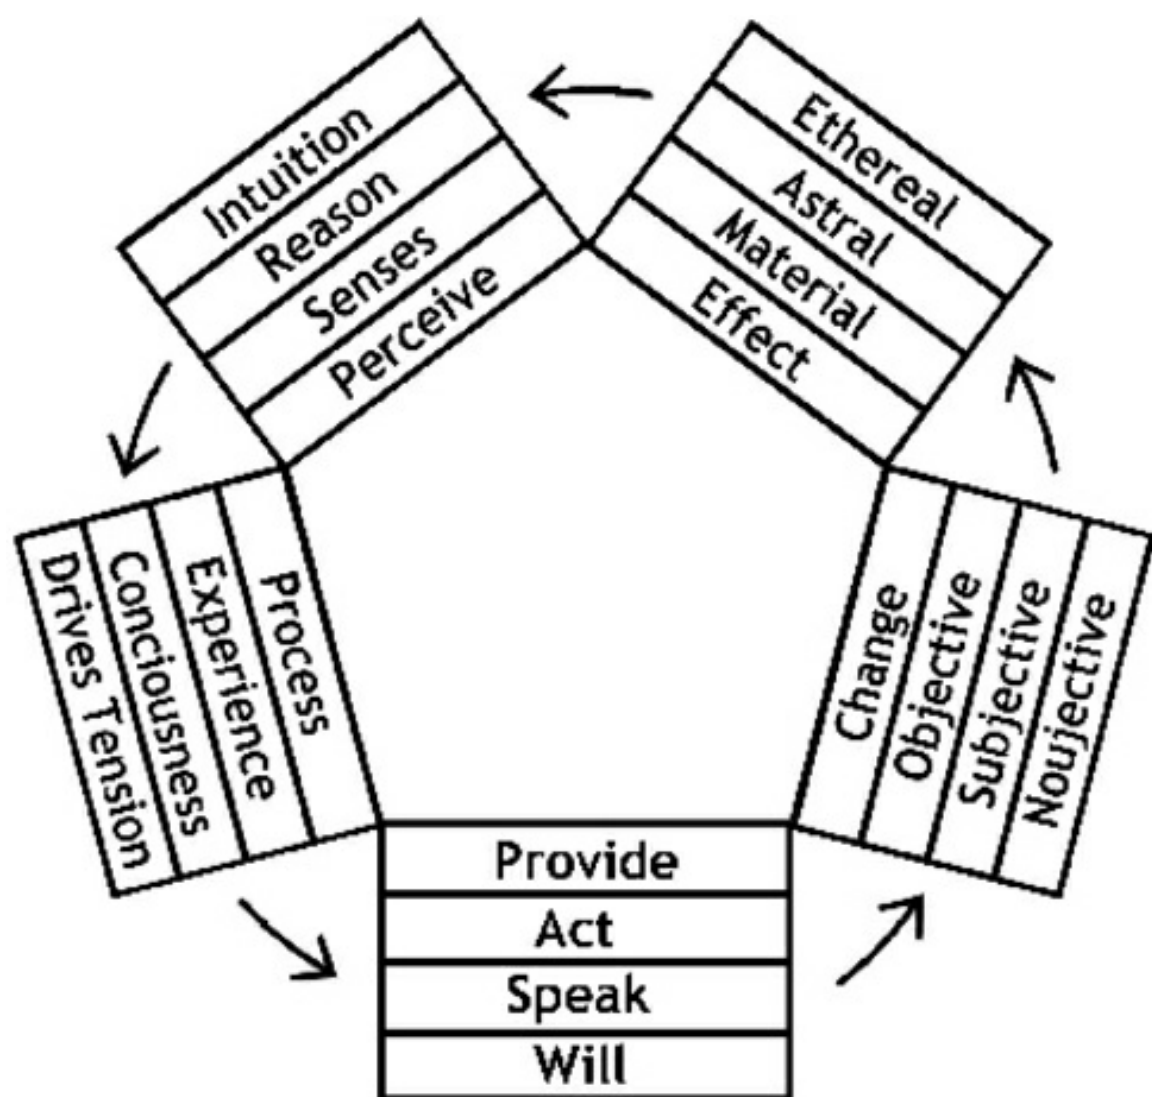 Intuition
Reason
Senses
Perceive
Ethereal
Astral
Material
Effect
Drives Tension
Conciousness
Experience
Process
Change
Objective
Subjective
Noujective
Provide
Act
Speak
Will